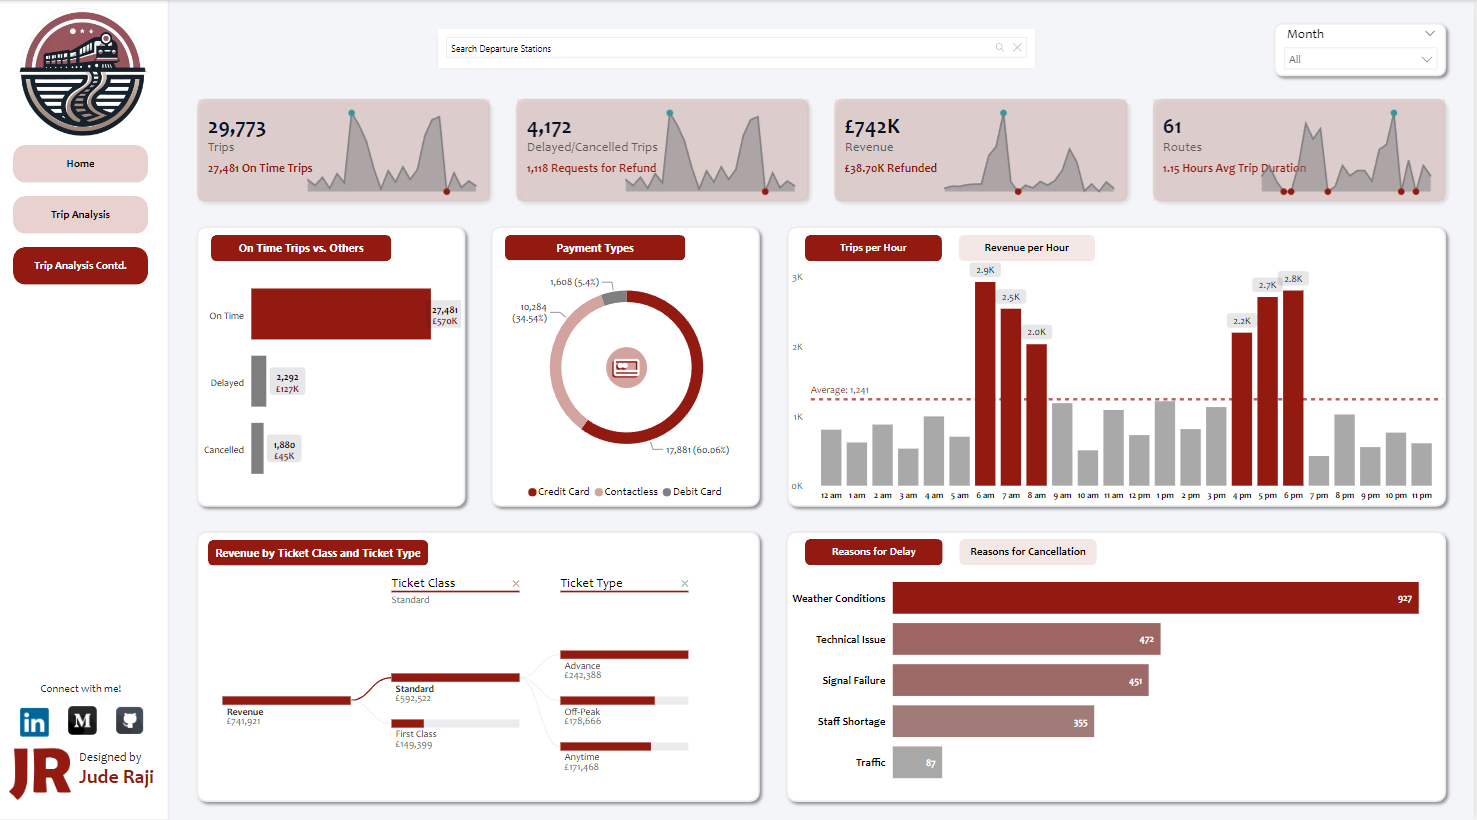 Search Departure Stations
Month
All
Home
Trip Analysis
Trip Analysis Contd.
29,773
Trips
27,481 On Time Trips
4,172
Delayed/Cancelled Trips
1,118 Requests for Refund
£742K
Revenue
£38.70K Refunded
61
Routes
1.15 Hours Avg Trip Duration
On Time Trips vs. Others
On Time
27,481
£570K
Delayed
2,292
£127K
Cancelled
1,880
£45K
Payment Types
1,608 (5.4%)
10,284
(34.54%)
17,881 (60.06%)
Credit Card Contactless Debit Card
Trips per Hour
Revenue per Hour
3K
2K
1K
0K
2.9K
2.5K
2.0K
2.2K
2.7K
2.8K
Average: 1,241
12 am 1 am 2 am 3 am 4 am 5 am 6 am 7 am 8 am 9 am 10 am 11 am 12 pm 1 pm 2 pm 3 pm 4 pm 5 pm 6 pm 7 pm 8 pm 9 pm 10 pm 11 pm
Revenue by Ticket Class and Ticket Type
Ticket Class
Standard
Ticket Type
Revenue
£741,921
Standard
£592,522
First Class
£149,399
Advance
£242,388
Off-Peak
£178,666
Anytime
£171,468
Reasons for Delay
Reasons for Cancellation
Weather Conditions 927
Technical Issue 472
Signal Failure 451
Staff Shortage 355
Traffic 87
Connect with me!
in M
JR
Designed by
Jude Raji